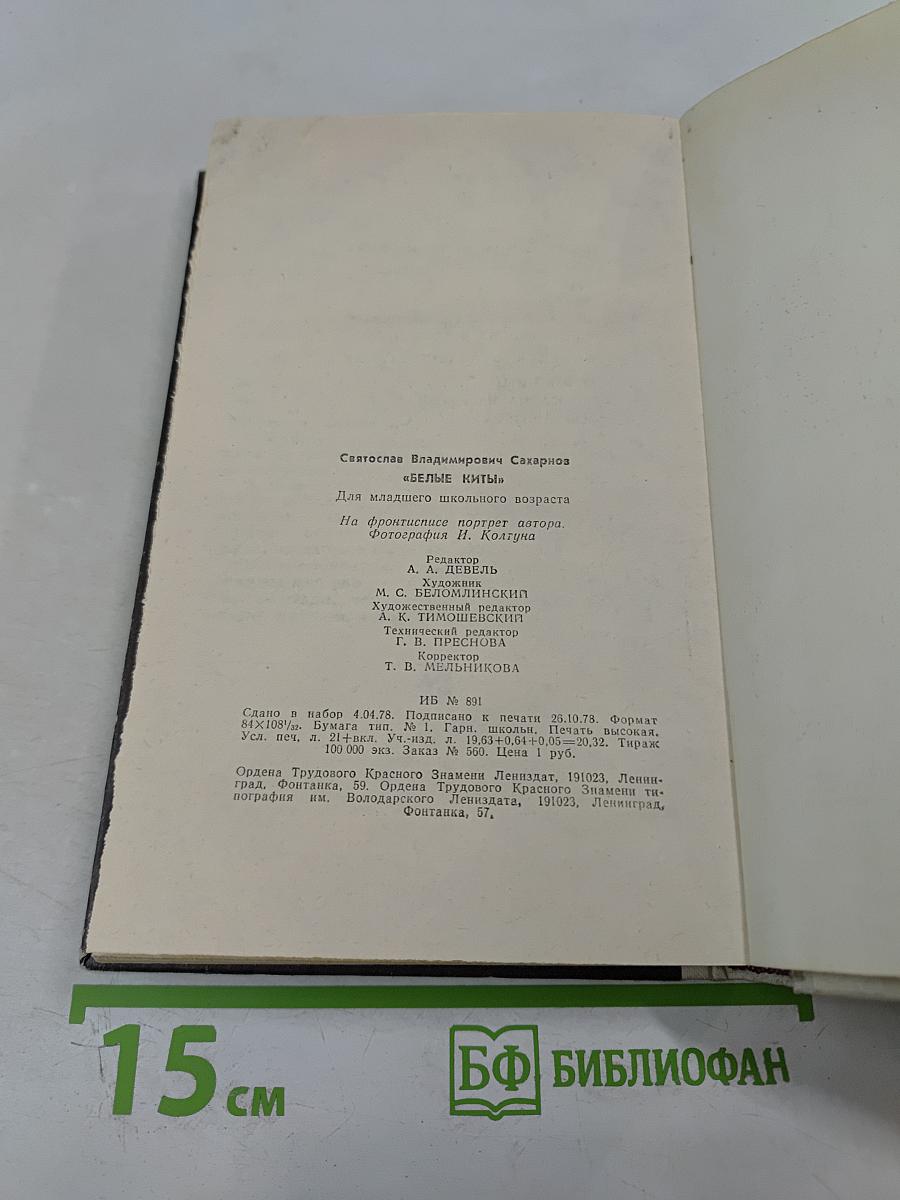 Святослав Владимирович Сахарнов
«БЕЛЫЕ КИТЫ»
Для младшего школьного возраста
На фронтисписе портрет автора.
Фотография И. Колтуна
Редактор
А. А. ДЕВЕЛЬ
Художник
М. С. БЕЛОМЛИНСКИЙ
Художественный редактор
А. К. ТИМОШЕВСКИЙ
Технический редактор
Г. В. ПРЕСНОВА
Корректор
Т. В. МЕЛЬНИКОВА
ИБ № 891
Сдано в набор 4.04.78. Подписано к печати 26.10.78. Формат
84×108¹/₃₂. Бумага тип. № 1. Гарн. школьн. Печать высокая.
Усл. печ. л. 21+вкл. Уч.-изд. л. 19,63+0,64+0,05=20,32. Тираж
100 000 экз. Заказ № 560. Цена 1 руб.
Ордена Трудового Красного Знамени Лениздат, 191023, Ленин-
град, Фонтанка, 59. Ордена Трудового Красного Знамени ти-
пография им. Володарского Лениздата, 191023, Ленинград,
Фонтанка, 57.
15 см
БФ БИБЛИОФАН